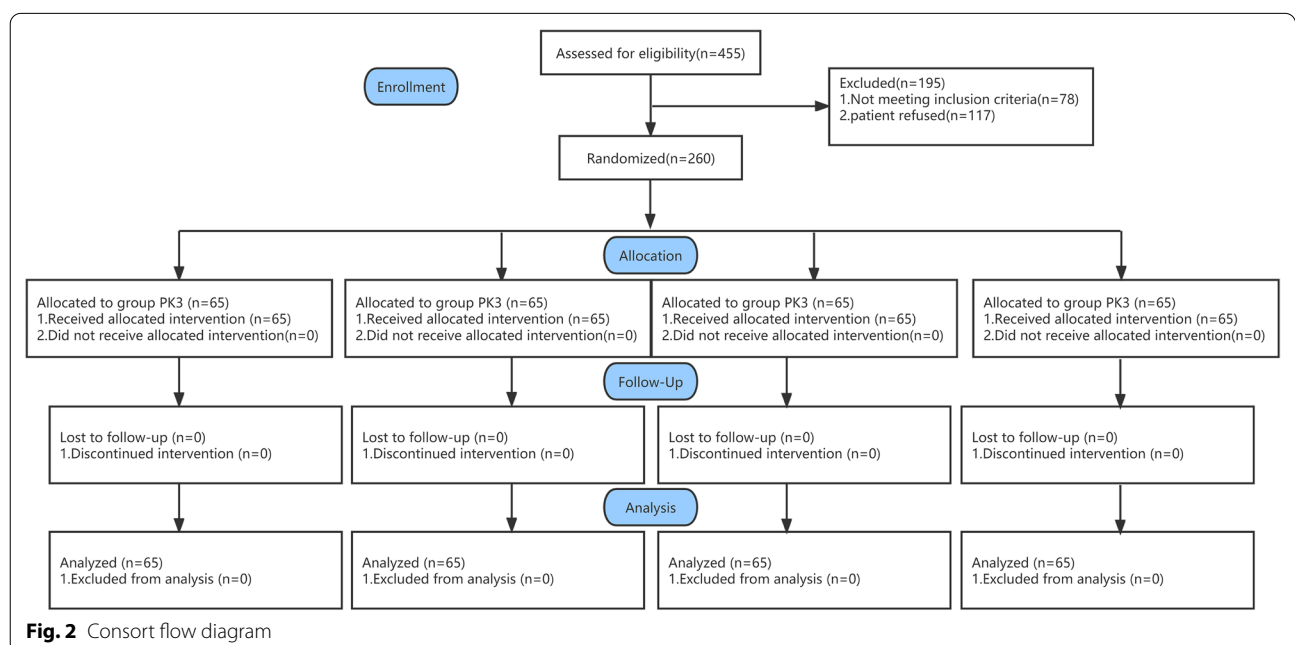 Assessed for eligibility(n=455)
Enrollment
Excluded(n=195)
1.Not meeting inclusion criteria(n=78)
2.patient refused(n=117)
Randomized(n=260)
Allocation
Allocated to group PK3 (n=65)
1.Received allocated intervention (n=65)
2.Did not receive allocated intervention(n=0)
Allocated to group PK3 (n=65)
1.Received allocated intervention (n=65)
2.Did not receive allocated intervention(n=0)
Allocated to group PK3 (n=65)
1.Received allocated intervention (n=65)
2.Did not receive allocated intervention(n=0)
Allocated to group PK3 (n=65)
1.Received allocated intervention (n=65)
2.Did not receive allocated intervention(n=0)
Follow-Up
Lost to follow-up (n=0)
1.Discontinued intervention (n=0)
Lost to follow-up (n=0)
1.Discontinued intervention (n=0)
Lost to follow-up (n=0)
1.Discontinued intervention (n=0)
Lost to follow-up (n=0)
1.Discontinued intervention (n=0)
Analysis
Analyzed (n=65)
1.Excluded from analysis (n=0)
Analyzed (n=65)
1.Excluded from analysis (n=0)
Analyzed (n=65)
1.Excluded from analysis (n=0)
Analyzed (n=65)
1.Excluded from analysis (n=0)
Fig. 2 Consort flow diagram